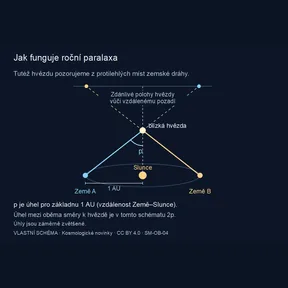 Jak funguje roční paralaxa
Tutéž hvězdu pozorujeme z protilehlých míst zemské dráhy.
Zdánlivé polohy hvězdy
vůči vzdálenému pozadí
blízká hvězda
p
Slunce
1 AU
Země A
Země B
p je úhel pro základnu 1 AU (vzdálenost Země–Slunce).
Úhel mezi oběma směry k hvězdě je v tomto schématu 2p.
Úhly jsou záměrně zvětšené.
VLASTNÍ SCHÉMA · Kosmologické novinky · CC BY 4.0 · SM-OB-04